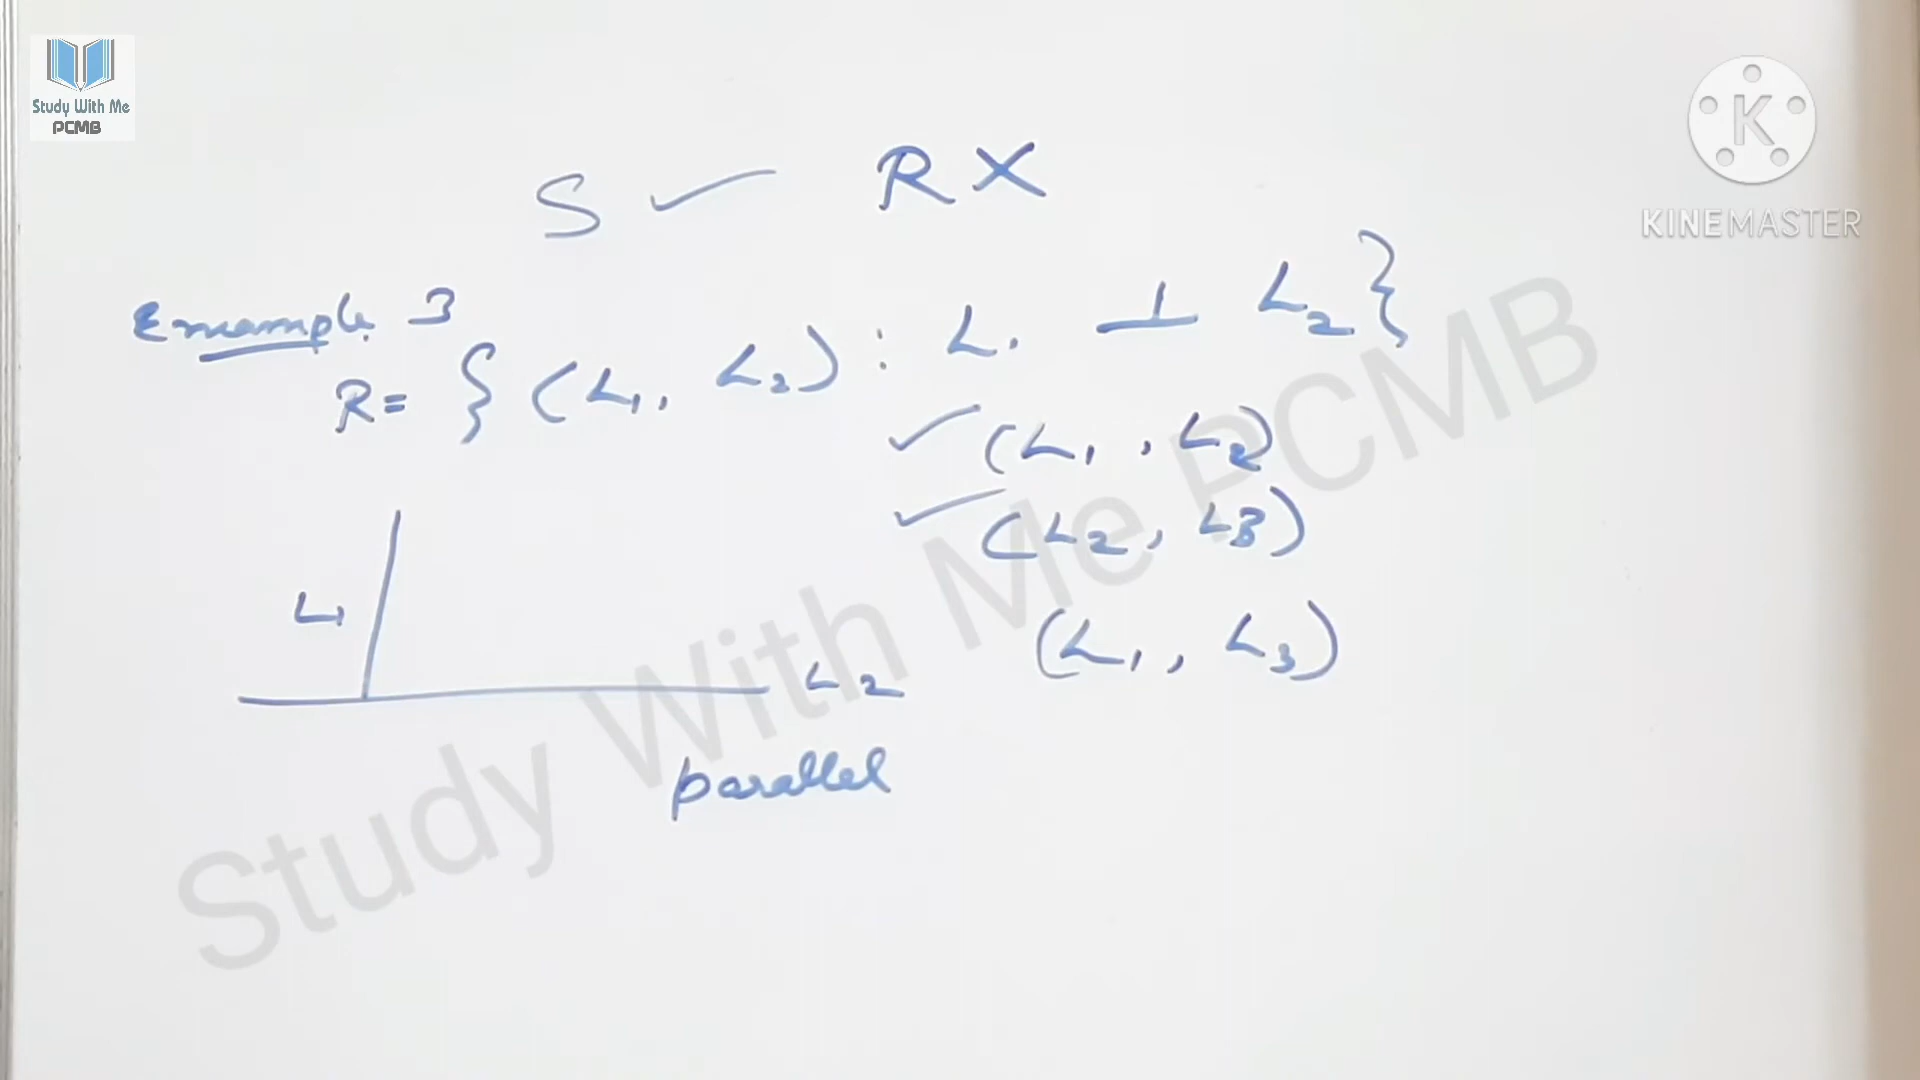 Study With Me
PCMB
K
KINEMASTER
S ✓ R X
Example 3
R = { (L1, L2) : L1 ⊥ L2 }
✓ (L1, L2)
✓ (L2, L3)
(L1, L3)
L1
L2
parallel
Study With Me PCMB